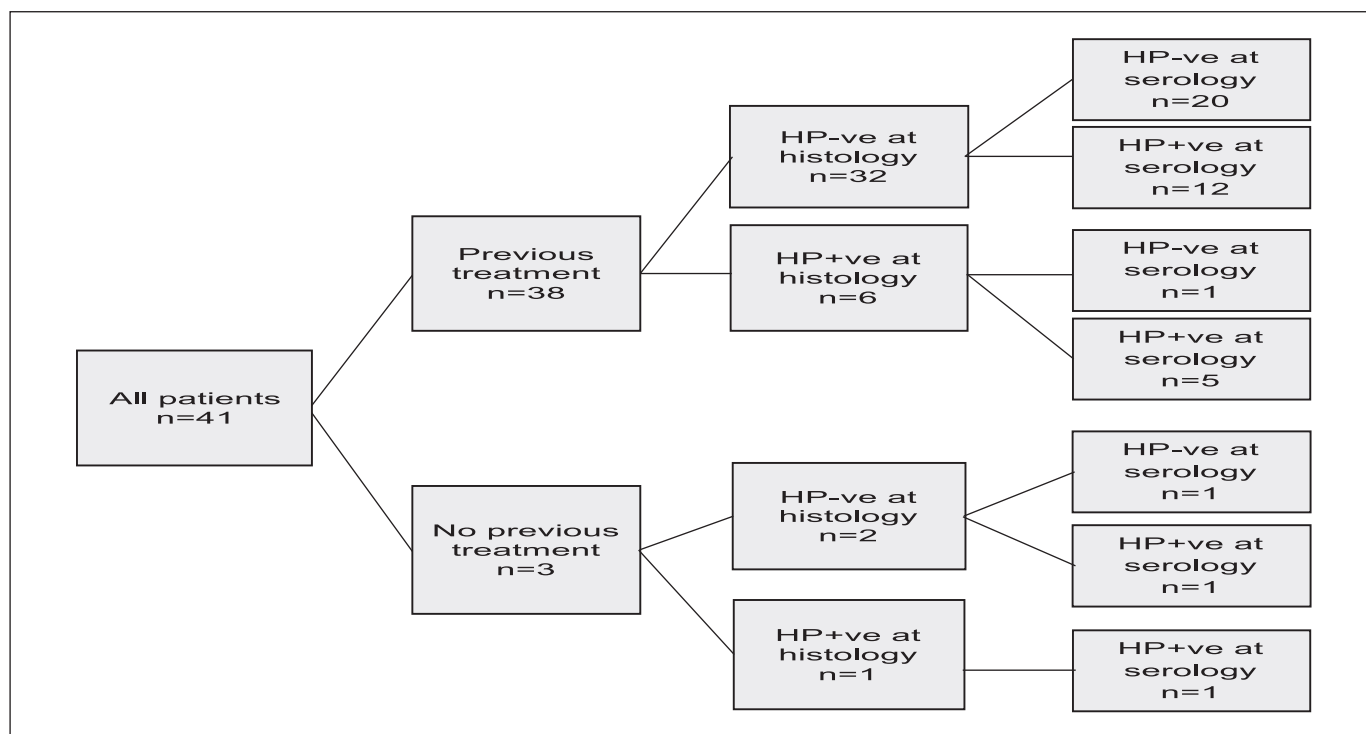 All patients
n=41
Previous
treatment
n=38
No previous
treatment
n=3
HP-ve at
histology
n=32
HP+ve at
histology
n=6
HP-ve at
histology
n=2
HP+ve at
histology
n=1
HP-ve at
serology
n=20
HP+ve at
serology
n=12
HP-ve at
serology
n=1
HP+ve at
serology
n=5
HP-ve at
serology
n=1
HP+ve at
serology
n=1
HP+ve at
serology
n=1